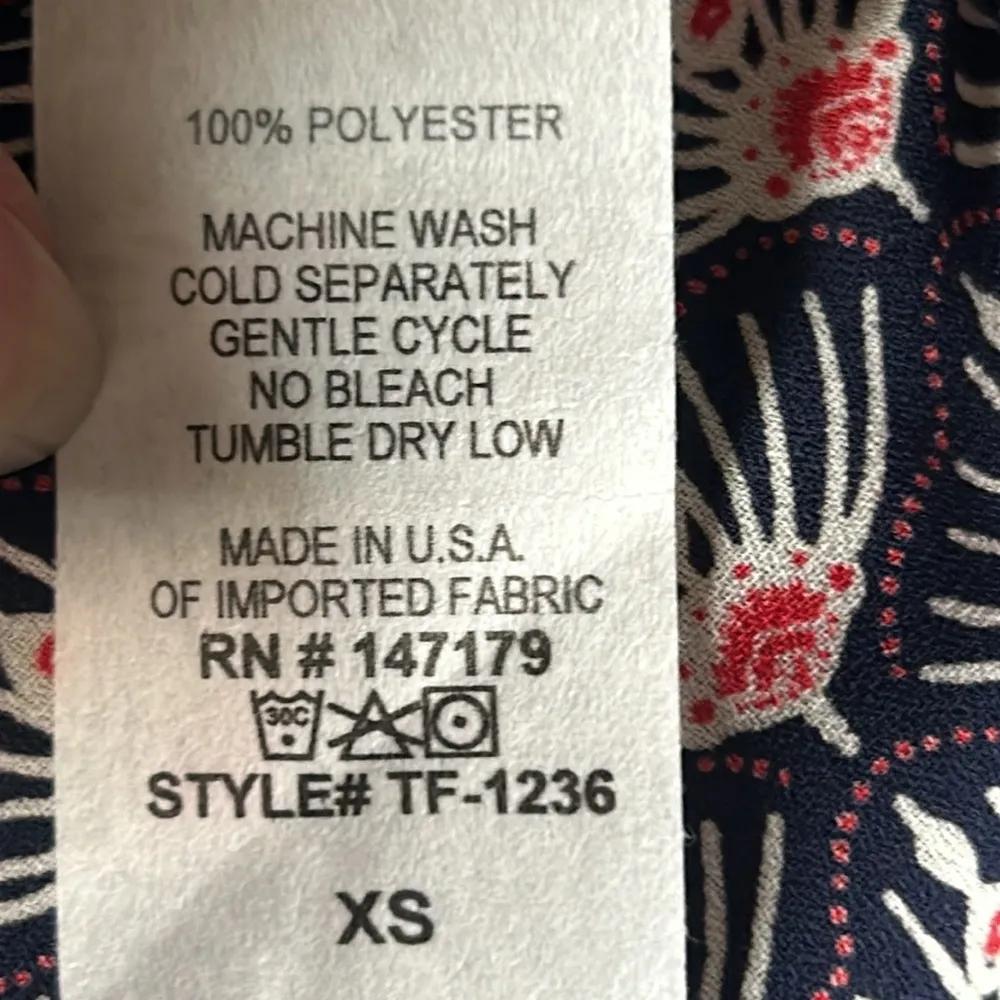 100% POLYESTER
MACHINE WASH
COLD SEPARATELY
GENTLE CYCLE
NO BLEACH
TUMBLE DRY LOW
MADE IN U.S.A.
OF IMPORTED FABRIC
RN # 147179
30C
STYLE# TF-1236
XS